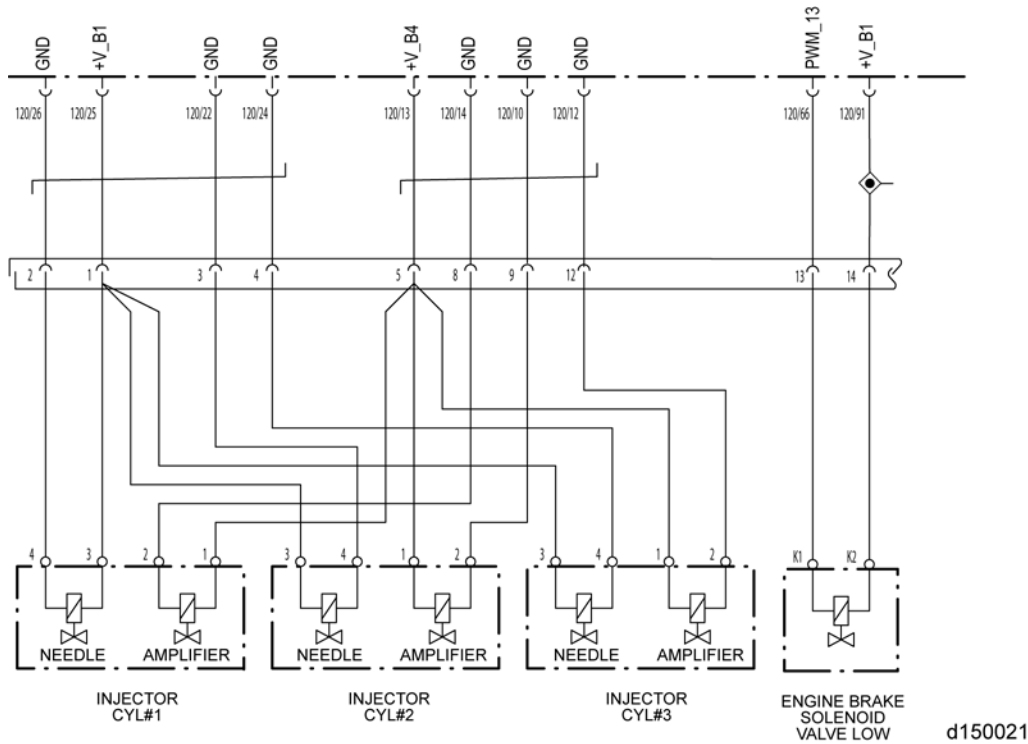 GND +V_B1 GND GND +V_B4 GND GND GND PWM_13 +V_B1
120/26 120/25 120/22 120/24 120/13 120/14 120/10 120/12 120/66 120/91
2 1 3 4 5 8 9 12 13 14
4 3 2 1 3 4 1 2 3 4 1 2 K1 K2
NEEDLE AMPLIFIER NEEDLE AMPLIFIER NEEDLE AMPLIFIER
INJECTOR
CYL#1
INJECTOR
CYL#2
INJECTOR
CYL#3
ENGINE BRAKE
SOLENOID
VALVE LOW
d150021